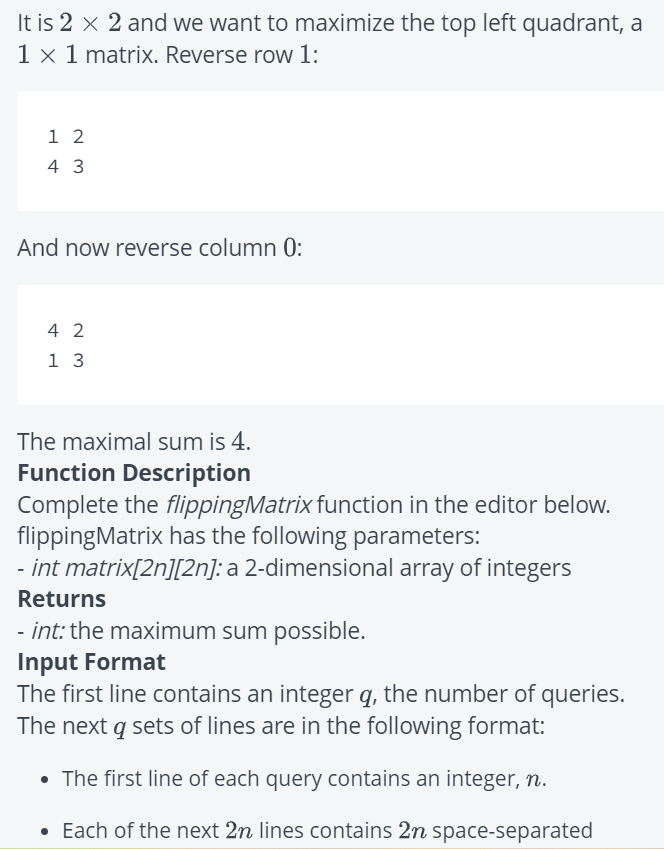 It is 2 × 2 and we want to maximize the top left quadrant, a
1 × 1 matrix. Reverse row 1:
1 2
4 3
And now reverse column 0:
4 2
1 3
The maximal sum is 4.
Function Description
Complete the flippingMatrix function in the editor below.
flippingMatrix has the following parameters:
- int matrix[2n][2n]: a 2-dimensional array of integers
Returns
- int: the maximum sum possible.
Input Format
The first line contains an integer q, the number of queries.
The next q sets of lines are in the following format:
• The first line of each query contains an integer, n.
• Each of the next 2n lines contains 2n space-separated